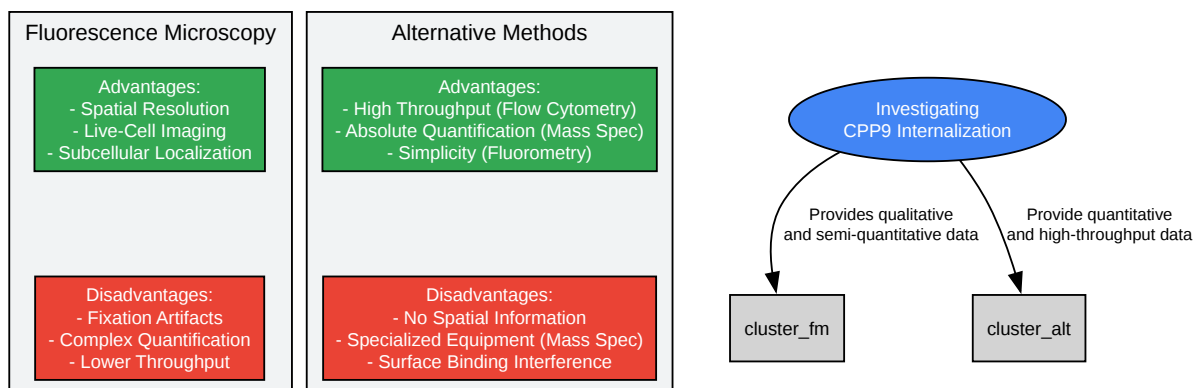 Fluorescence Microscopy
Advantages:
- Spatial Resolution
- Live-Cell Imaging
- Subcellular Localization
Disadvantages:
- Fixation Artifacts
- Complex Quantification
- Lower Throughput
Alternative Methods
Advantages:
- High Throughput (Flow Cytometry)
- Absolute Quantification (Mass Spec)
- Simplicity (Fluorometry)
Disadvantages:
- No Spatial Information
- Specialized Equipment (Mass Spec)
- Surface Binding Interference
Investigating
CPP9 Internalization
Provides qualitative
and semi-quantitative data
Provide quantitative
and high-throughput data
cluster_fm
cluster_alt